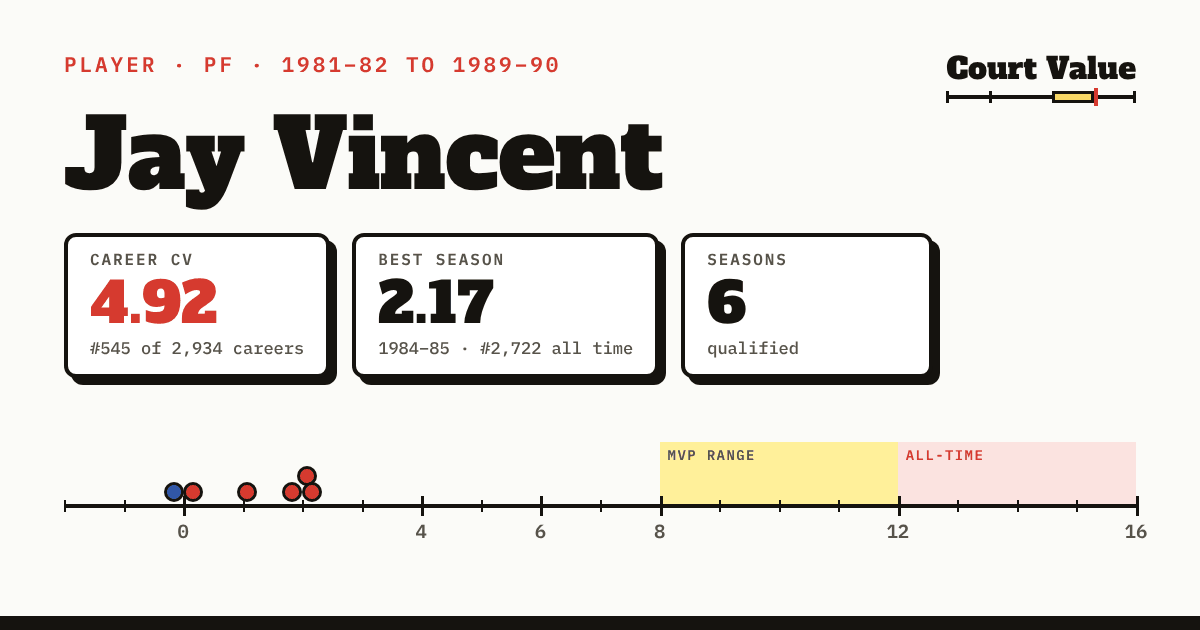 PLAYER · PF · 1981–82 TO 1989–90
Court Value
Jay Vincent
CAREER CV
4.92
#545 of 2,934 careers
BEST SEASON
2.17
1984–85 · #2,722 all time
SEASONS
6
qualified
MVP RANGE
ALL-TIME
0 4 6 8 12 16